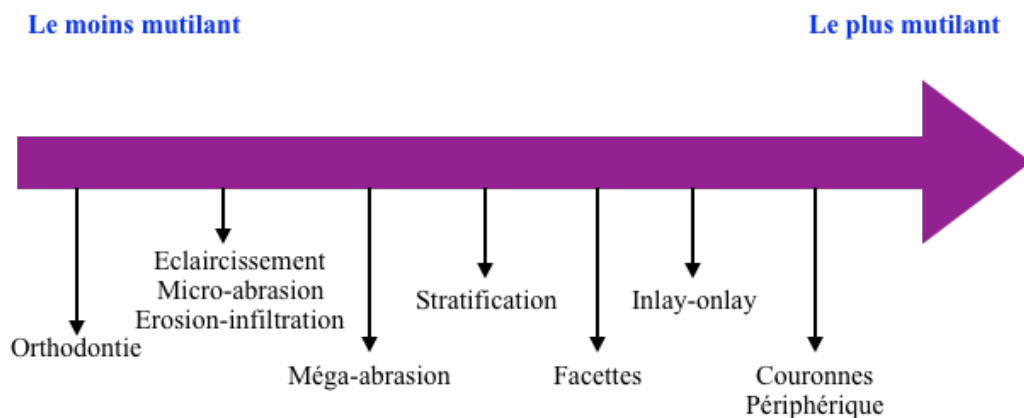 Le moins mutilant
Le plus mutilant
Orthodontie
Eclaircissement
Micro-abrasion
Erosion-infiltration
Méga-abrasion
Stratification
Facettes
Inlay-onlay
Couronnes
Périphérique